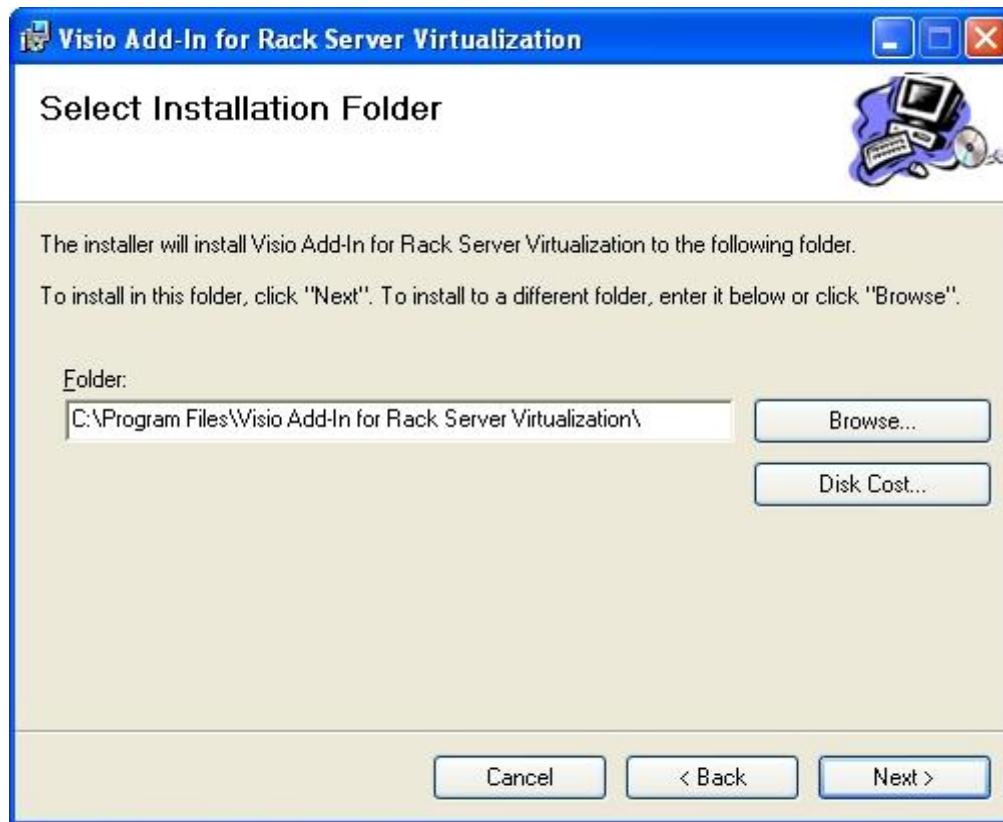 Visio Add-In for Rack Server Virtualization
Select Installation Folder
The installer will install Visio Add-In for Rack Server Virtualization to the following folder.
To install in this folder, click "Next". To install to a different folder, enter it below or click "Browse".
Folder:
C:\Program Files\Visio Add-In for Rack Server Virtualization\
Browse...
Disk Cost...
Cancel
< Back
Next >